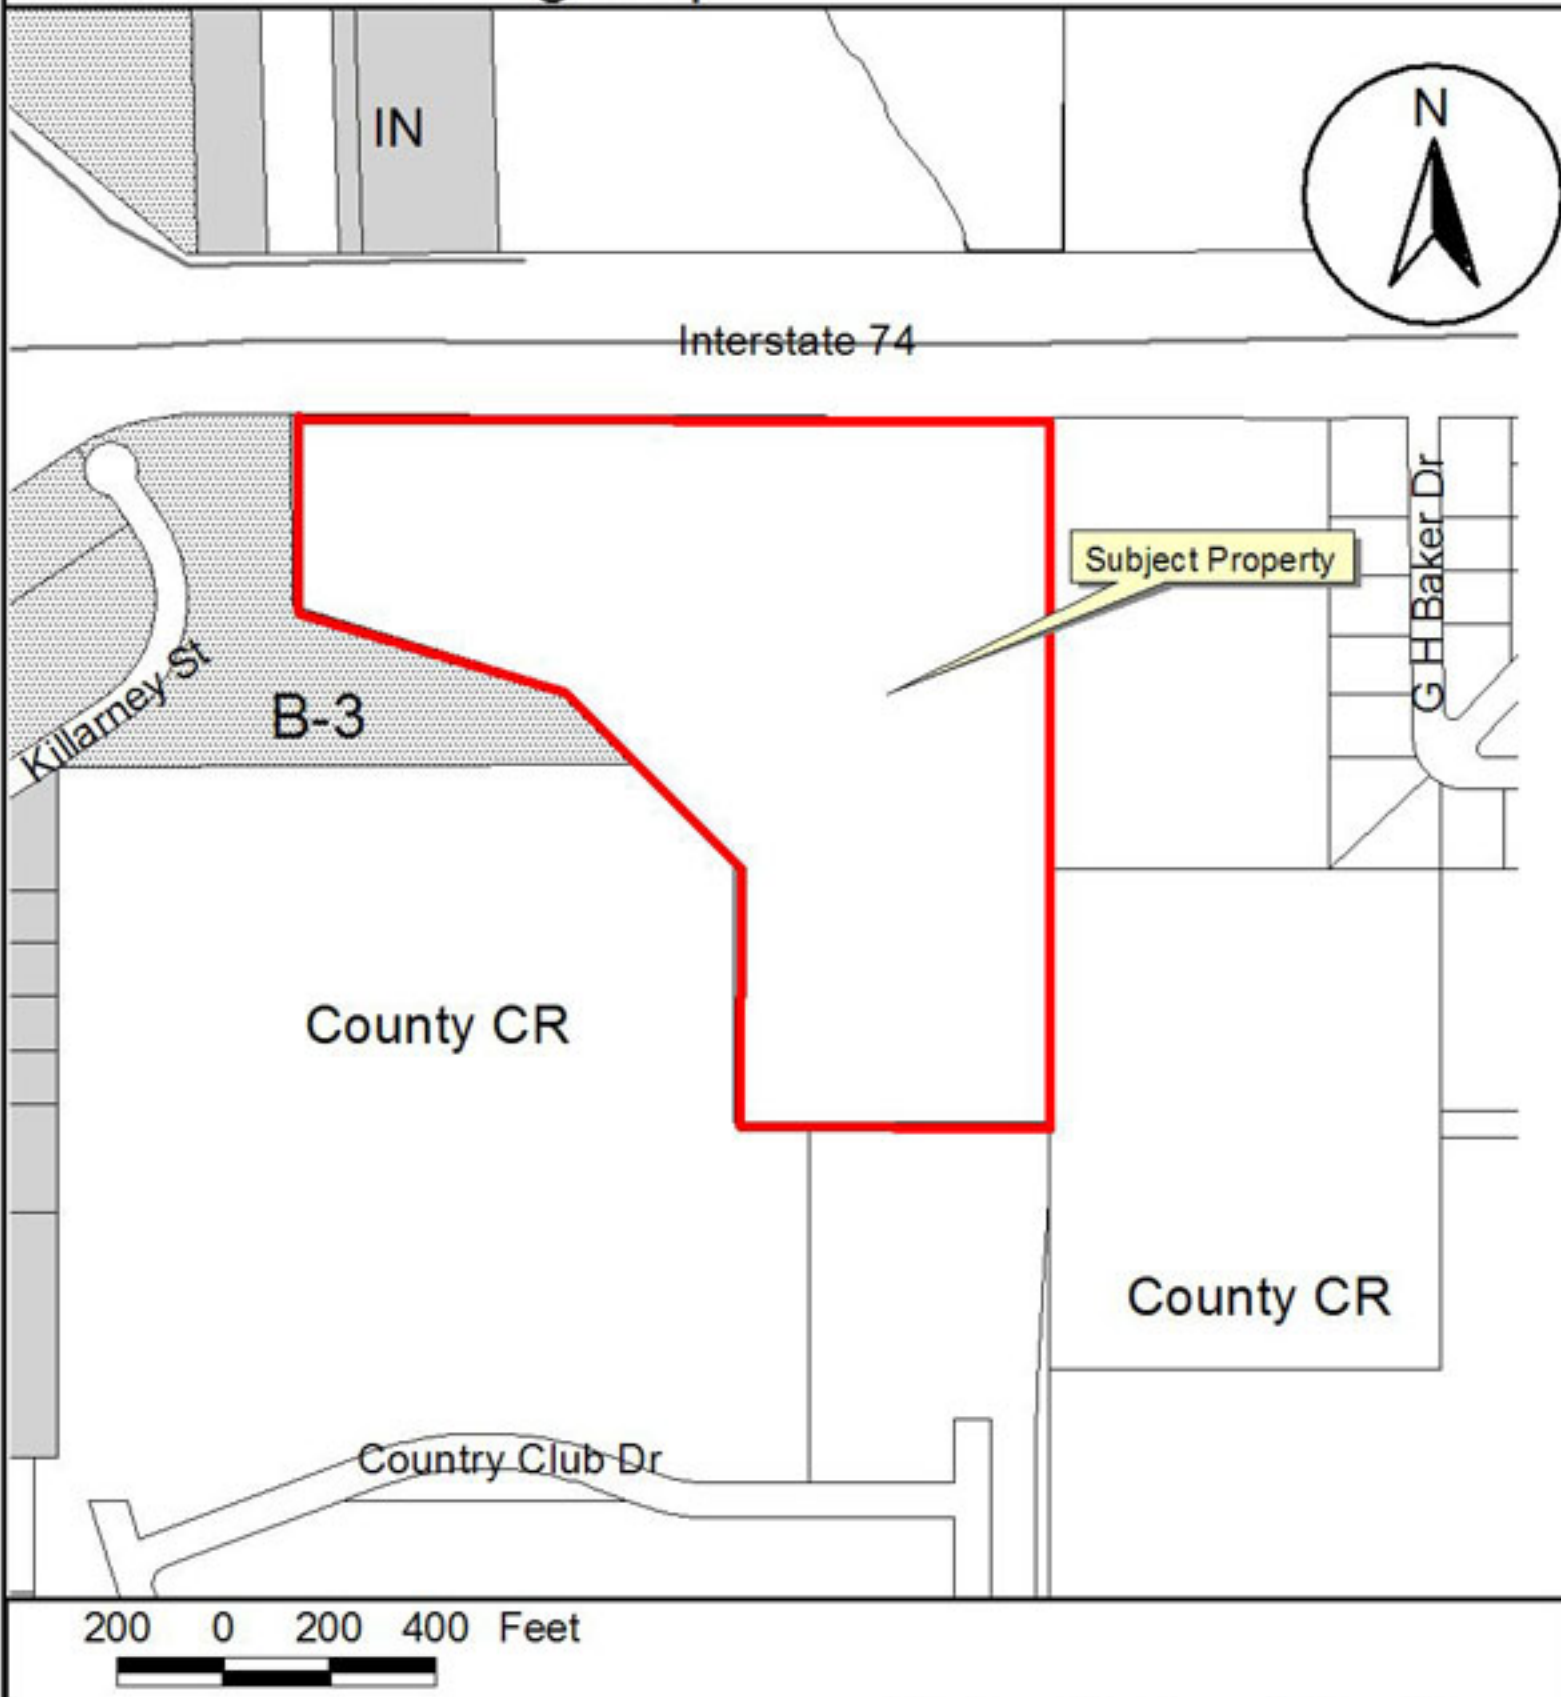 IN
N
Interstate 74
Subject Property
G H Baker Dr
Killarney St
B-3
County CR
County CR
Country Club Dr
200 0 200 400 Feet